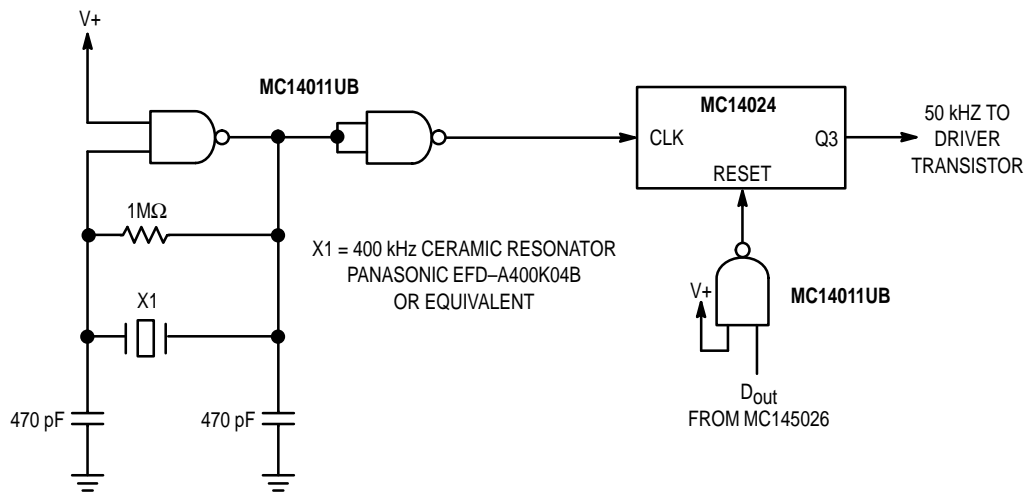 V+
MC14011UB
MC14024
CLK
Q3
RESET
50 kHZ TO
DRIVER
TRANSISTOR
1MΩ
X1 = 400 kHz CERAMIC RESONATOR
PANASONIC EFD–A400K04B
OR EQUIVALENT
X1
V+
MC14011UB
Dout
FROM MC145026
470 pF
470 pF